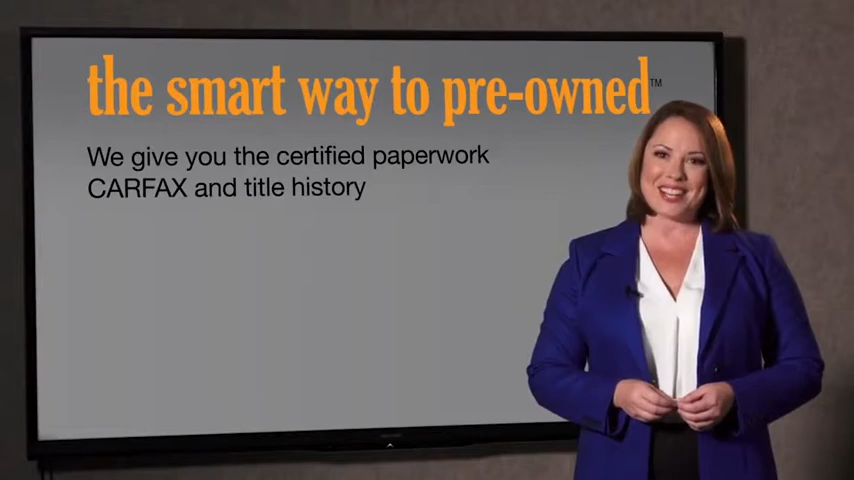 the smart way to pre-owned™
We give you the certified paperwork
CARFAX and title history